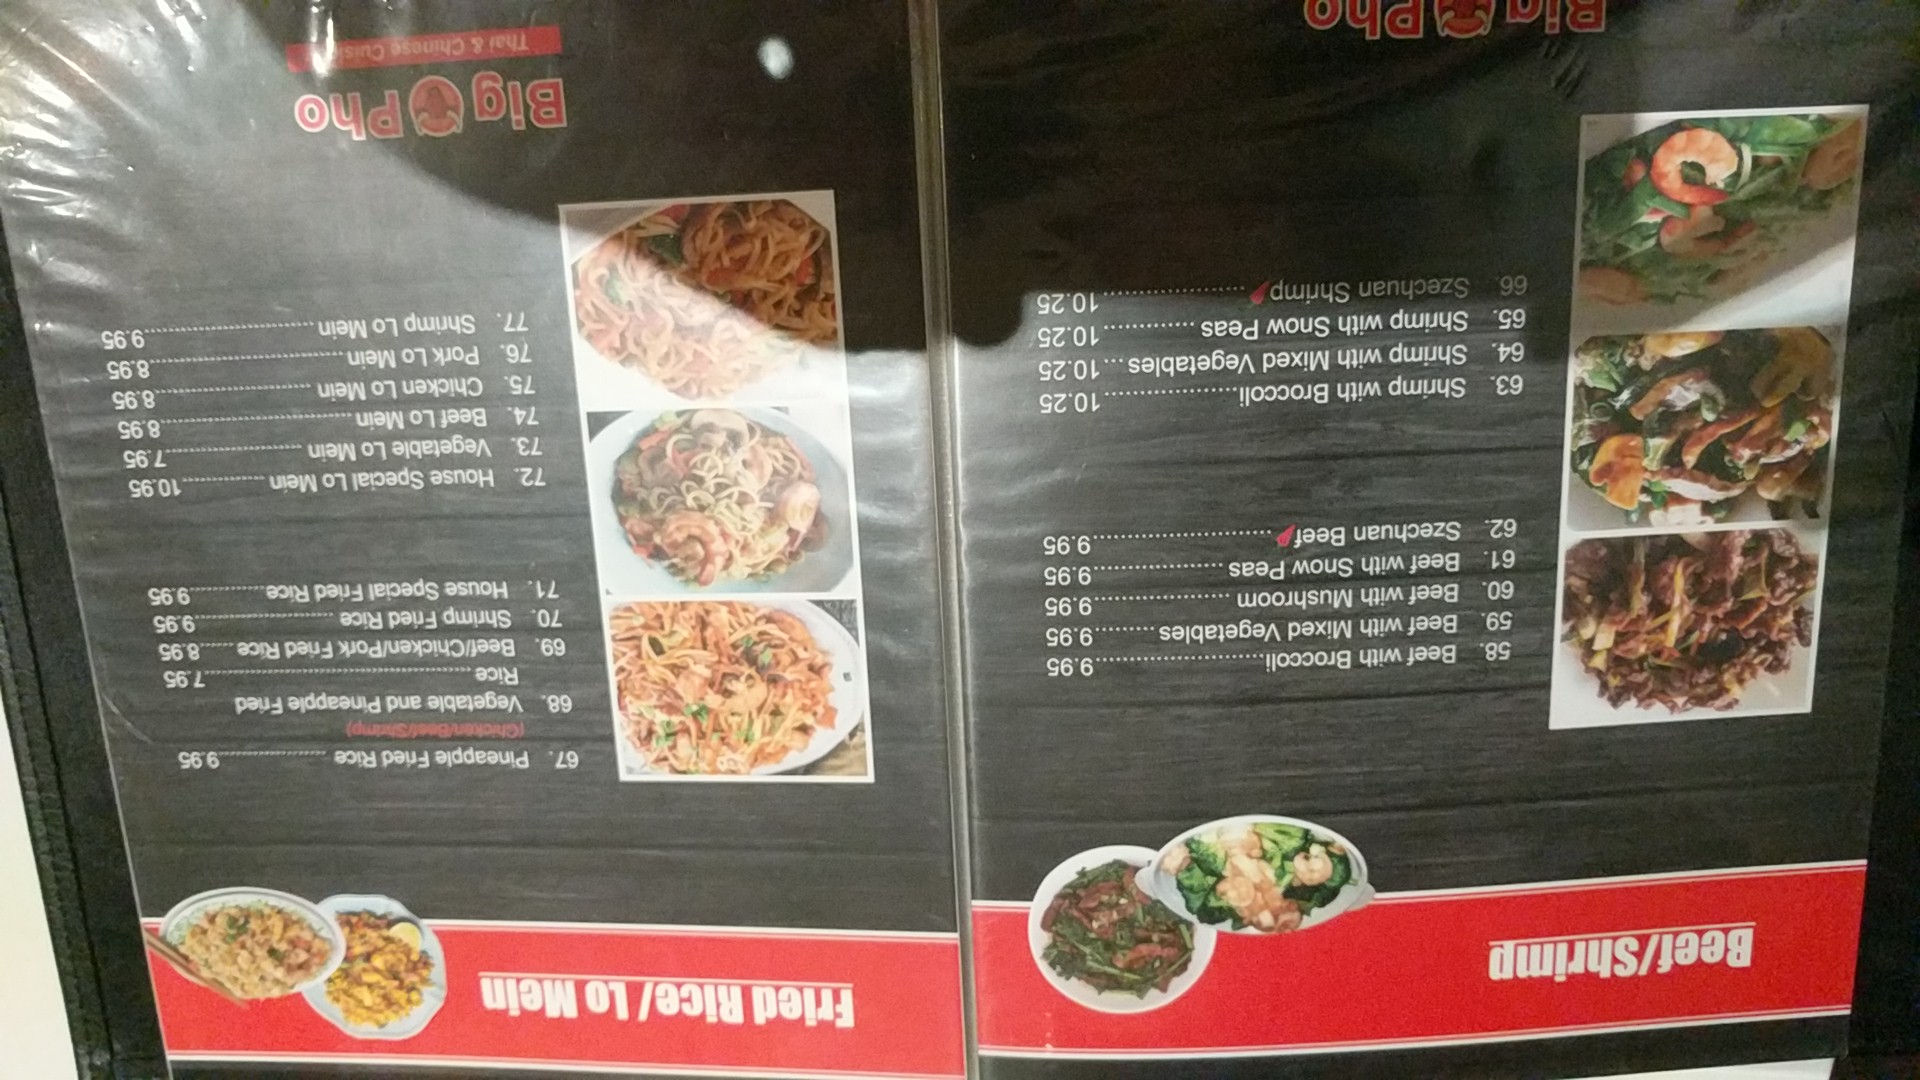 Beef/Shrimp
58. Beef with Broccoli..........................9.95
59. Beef with Mixed Vegetables..........9.95
60. Beef with Mushroom ....................9.95
61. Beef with Snow Peas .....................9.95
62. Szechuan Beef..............................9.95
63. Shrimp with Broccoli....................10.25
64. Shrimp with Mixed Vegetables....10.25
65. Shrimp with Snow Peas ..............10.25
66. Szechuan Shrimp........................10.25
Big Pho
Fried Rice/ Lo Mein
67. Pineapple Fried Rice ....................9.95
(Chicken/Beef/Shrimp)
68. Vegetable and Pineapple Fried
Rice ................................................7.95
69. Beef/Chicken/Pork Fried Rice ......8.95
70. Shrimp Fried Rice .........................9.95
71. House Special Fried Rice..............9.95
72. House Special Lo Mein ...............10.95
73. Vegetable Lo Mein ........................7.95
74. Beef Lo Mein ..................................8.95
75. Chicken Lo Mein ............................8.95
76. Pork Lo Mein ..................................8.95
77. Shrimp Lo Mein ..............................9.95
Big Pho
Thai & Chinese Cuisine